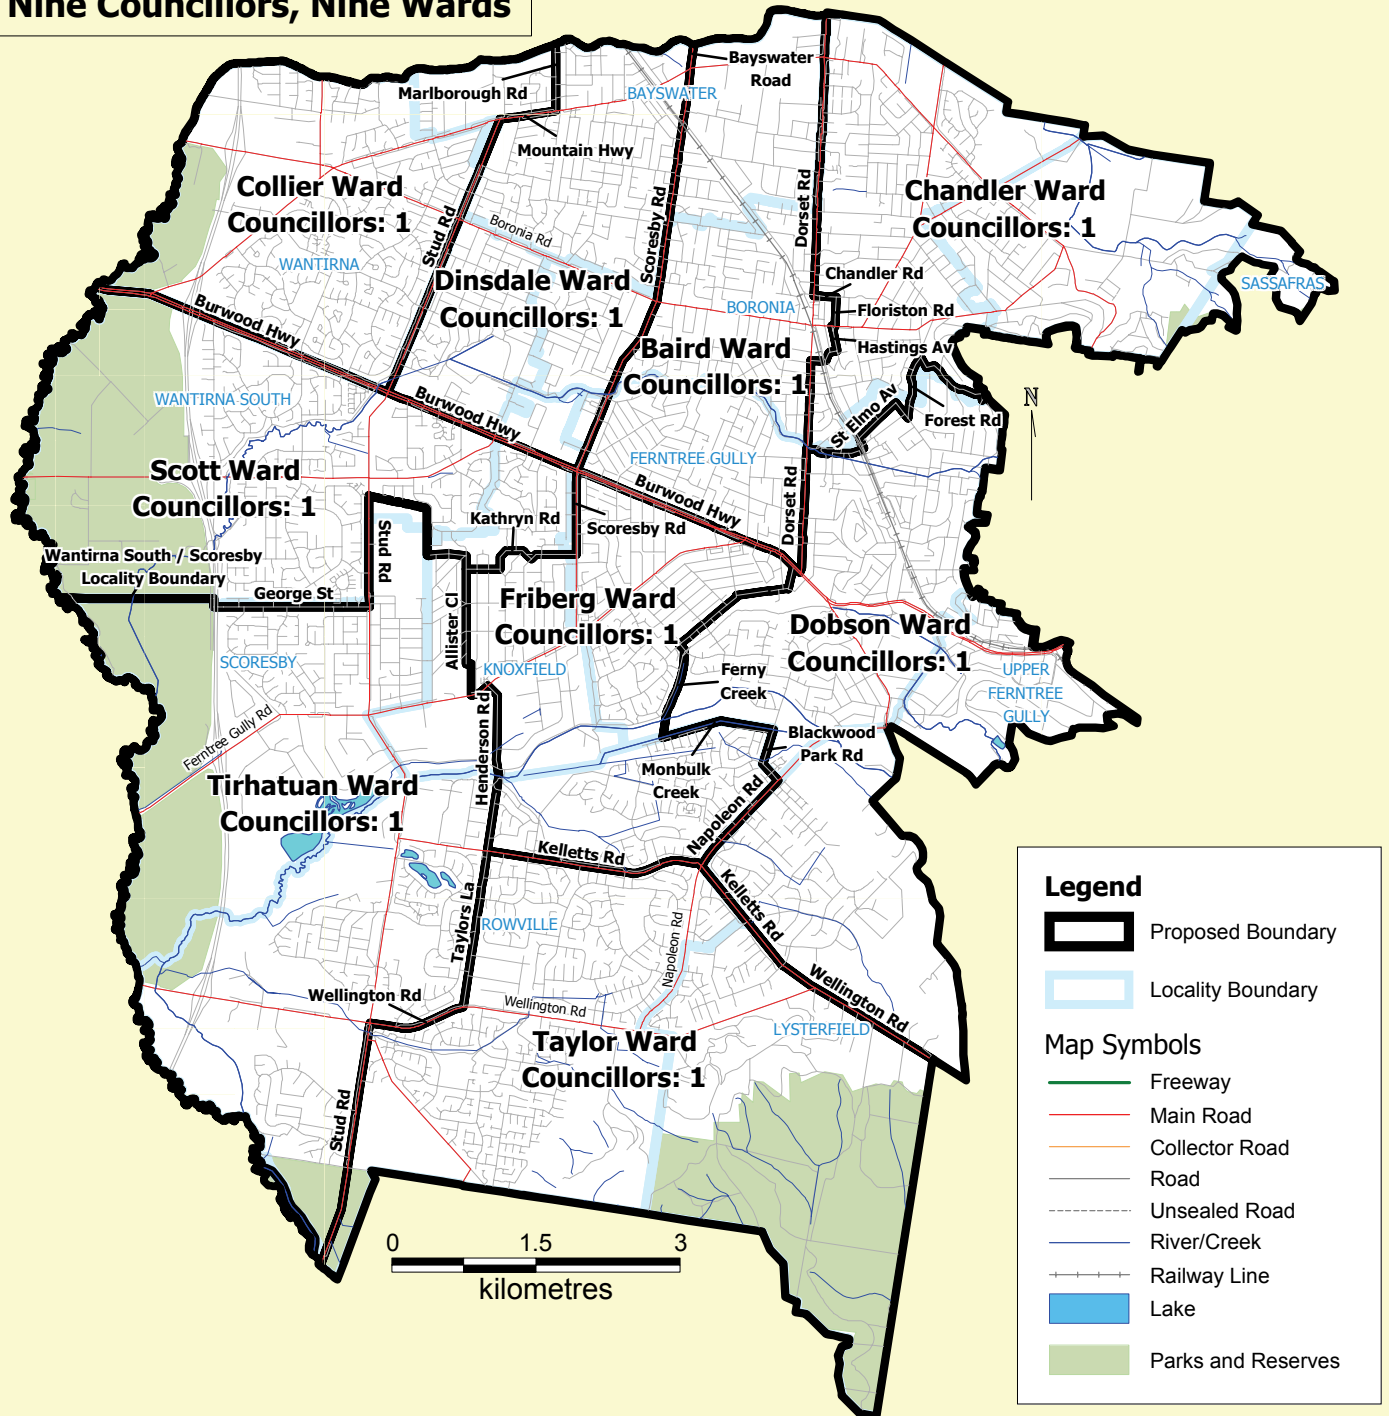 Nine Councillors, Nine Wards
Bayswater
Road
Marlborough Rd
BAYSWATER
Mountain Hwy
Collier Ward
Councillors: 1
Chandler Ward
Councillors: 1
Dorset Rd
Scoresby Rd
Stud Rd
Boronia Rd
WANTIRNA
Dinsdale Ward
Councillors: 1
Chandler Rd
SASSAFRAS
BORONIA
Floriston Rd
Burwood Hwy
Baird Ward
Councillors: 1
Hastings Av
N
WANTIRNA SOUTH
Burwood Hwy
St Elmo Av
Forest Rd
Scott Ward
Councillors: 1
FERNTREE GULLY
Burwood Hwy
Dorset Rd
Kathryn Rd
Scoresby Rd
Stud Rd
Wantirna South / Scoresby
Locality Boundary
George St
Allister Cl
Friberg Ward
Councillors: 1
Dobson Ward
Councillors: 1
SCORESBY
KNOXFIELD
Ferny
Creek
UPPER
FERNTREE
GULLY
Ferntree Gully Rd
Henderson Rd
Blackwood
Park Rd
Monbulk
Creek
Tirhatuan Ward
Councillors: 1
Napoleon Rd
Kelletts Rd
Kelletts Rd
Taylors La
ROWVILLE
Napoleon Rd
Wellington Rd
Wellington Rd
Wellington Rd
LYSTERFIELD
Taylor Ward
Councillors: 1
Stud Rd
0 1.5 3
kilometres
Legend
Proposed Boundary
Locality Boundary
Map Symbols
Freeway
Main Road
Collector Road
Road
Unsealed Road
River/Creek
Railway Line
Lake
Parks and Reserves